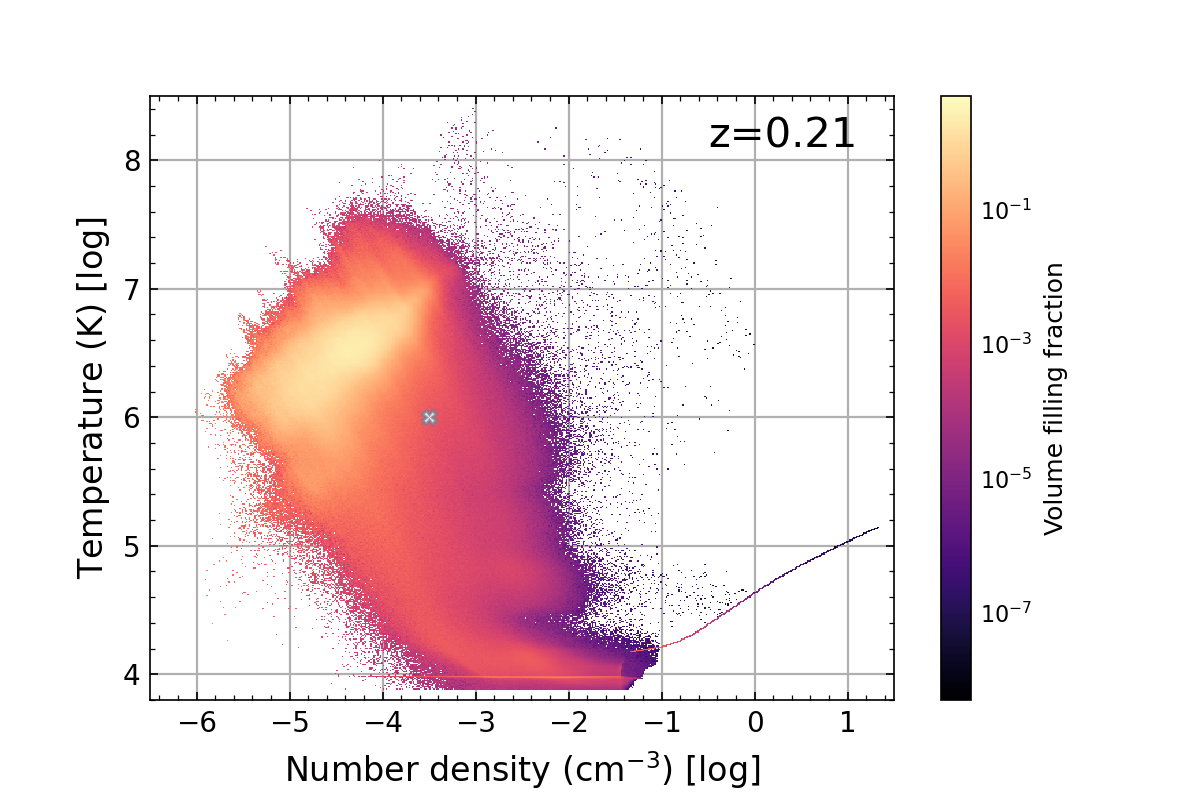 z=0.21
8
7
6
5
4
Temperature (K) [log]
−6 −5 −4 −3 −2 −1 0 1
Number density (cm⁻³) [log]
10⁻¹
10⁻³
10⁻⁵
10⁻⁷
Volume filling fraction